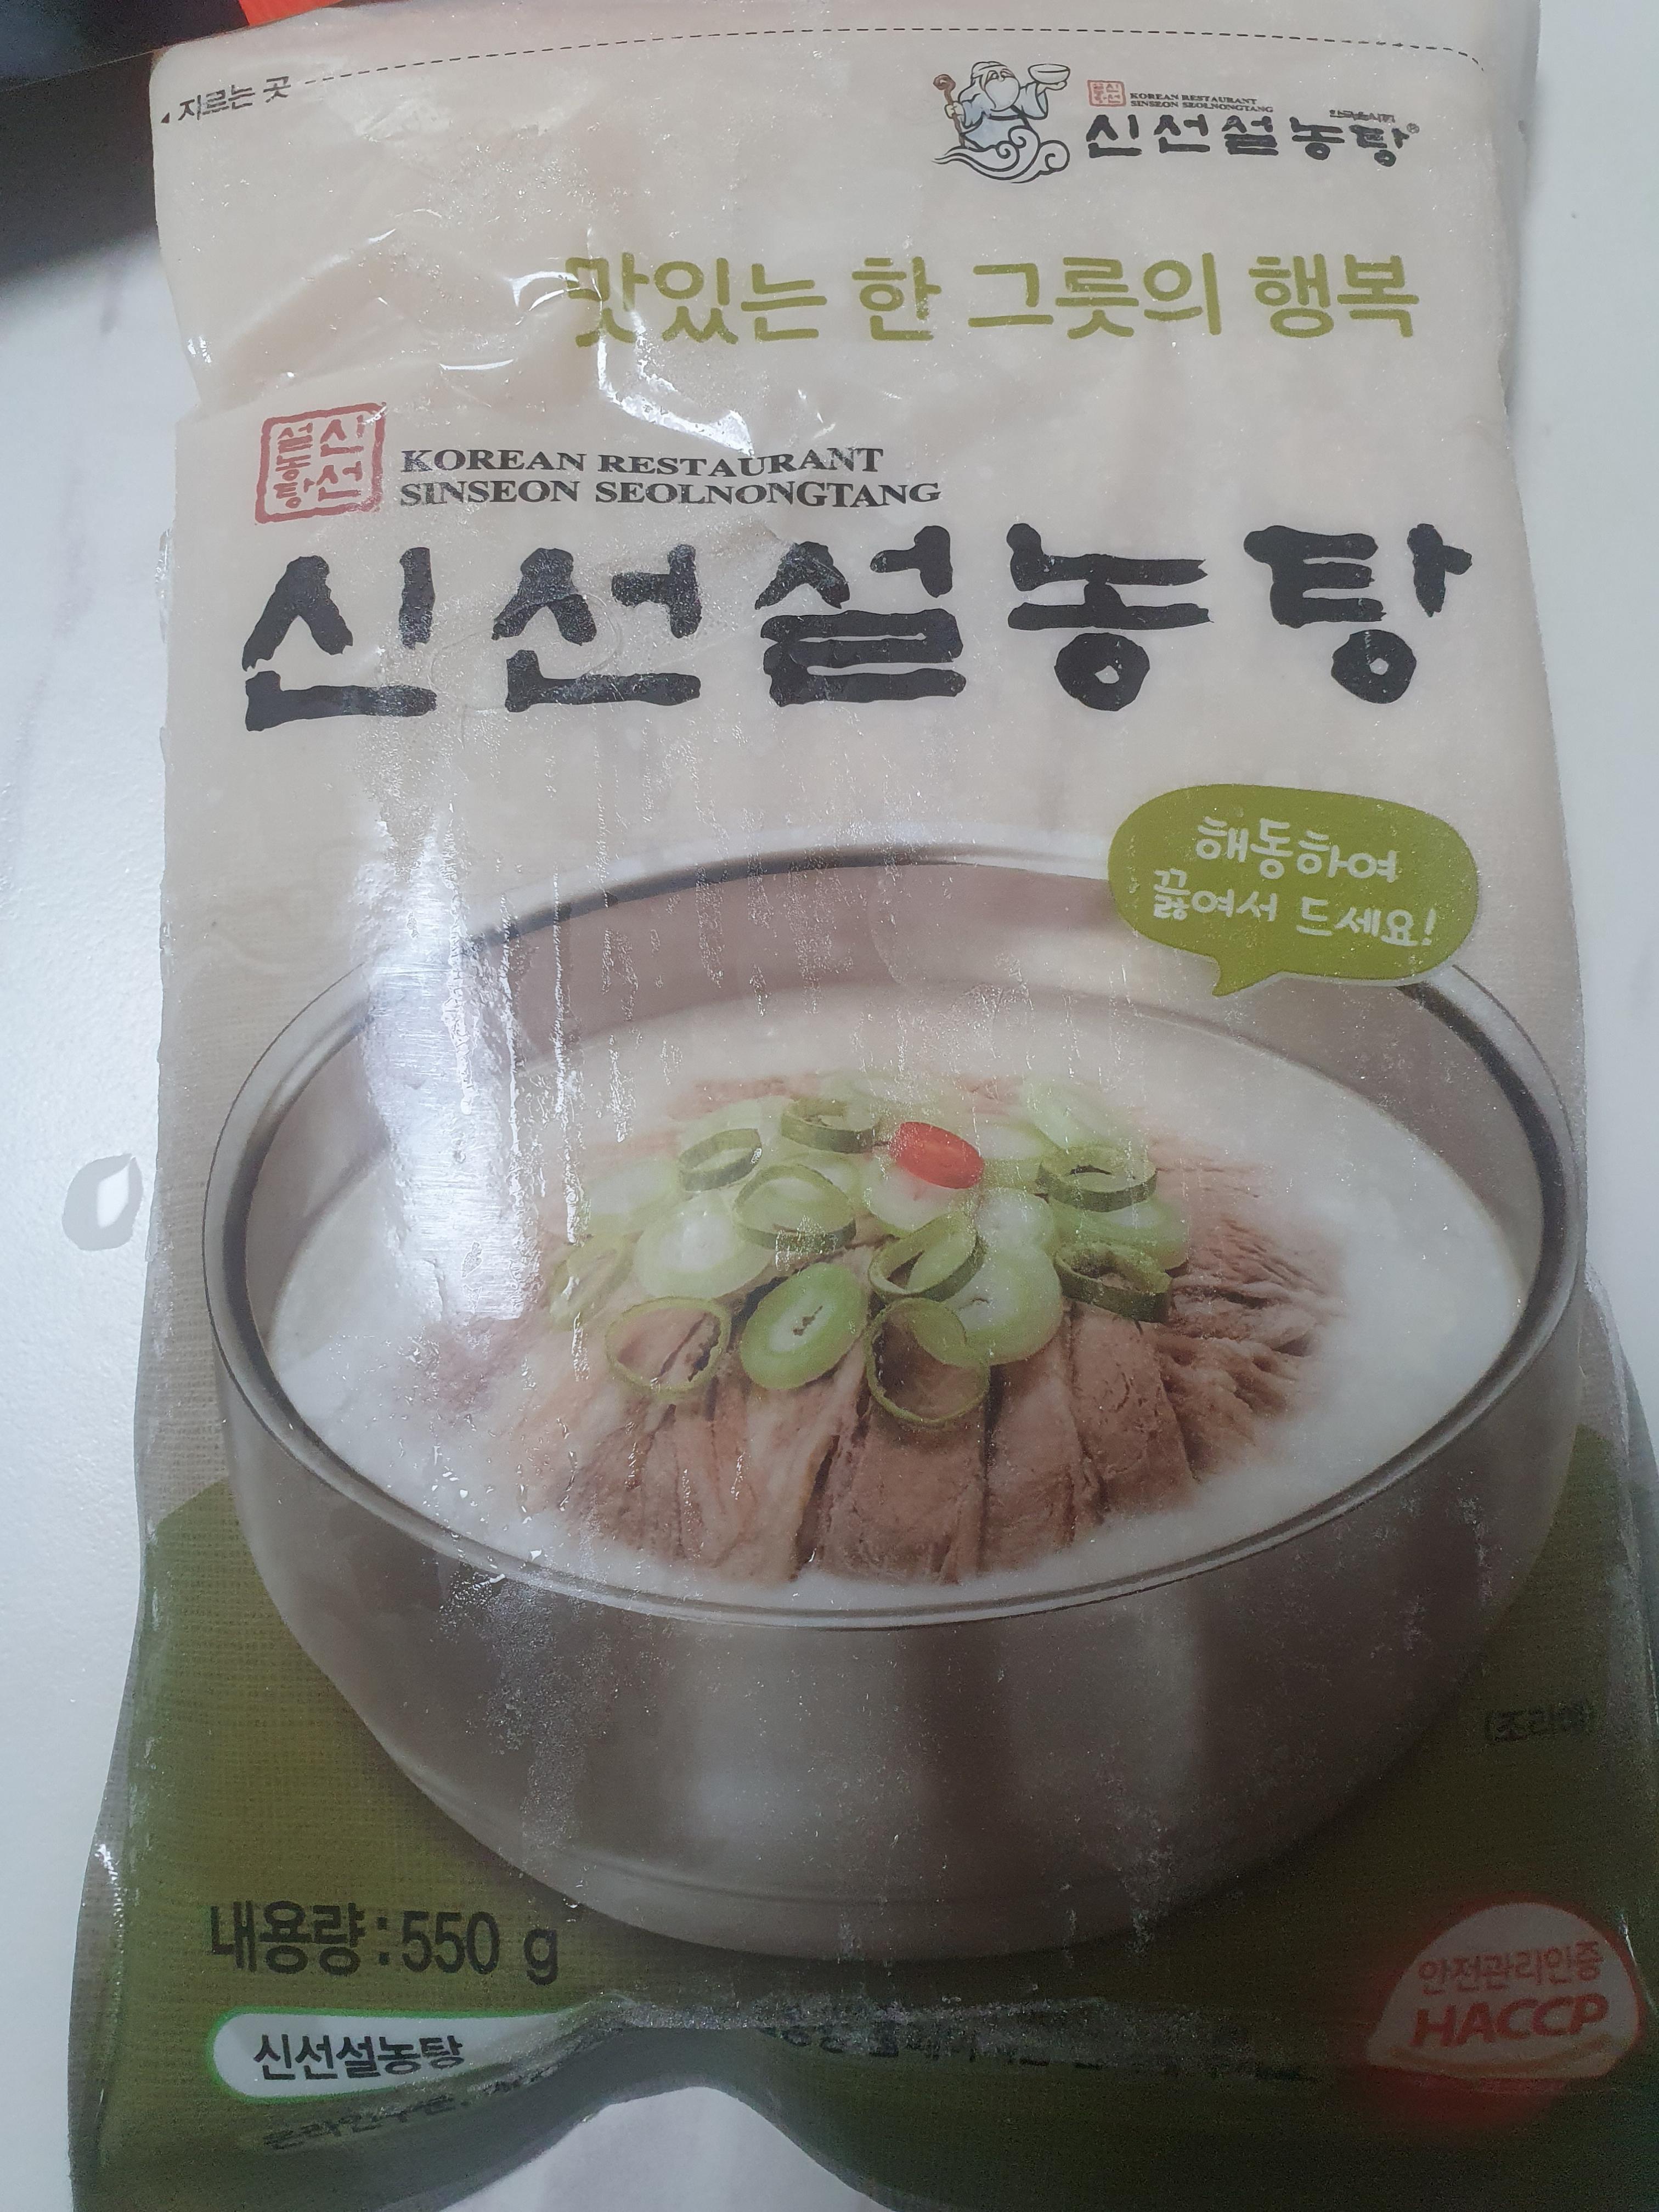 자르는 곳
KOREAN RESTAURANT
SINSEON SEOLNONGTANG
신선설농탕
맛있는 한 그릇의 행복
신선
설농탕
KOREAN RESTAURANT
SINSEON SEOLNONGTANG
신선설농탕
해동하여
끓여서 드세요!
(조리예)
내용량:550 g
안전관리인증
HACCP
신선설농탕